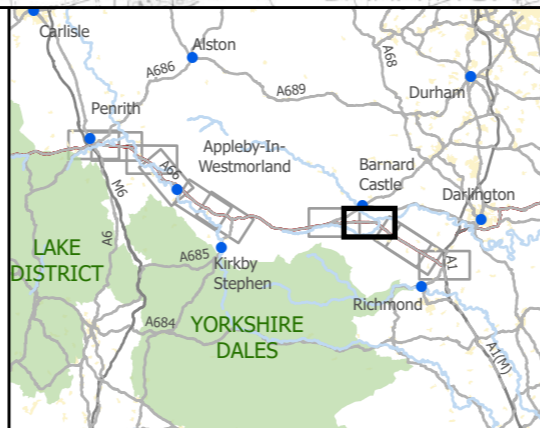 Carlisle
Alston
A686
A68
A689
Durham
Penrith
Appleby-In-
Westmorland
Barnard
Castle
Darlington
A66
M6
A6
LAKE
DISTRICT
A685
Kirkby
Stephen
A1
Richmond
A684
YORKSHIRE
DALES
A1(M)